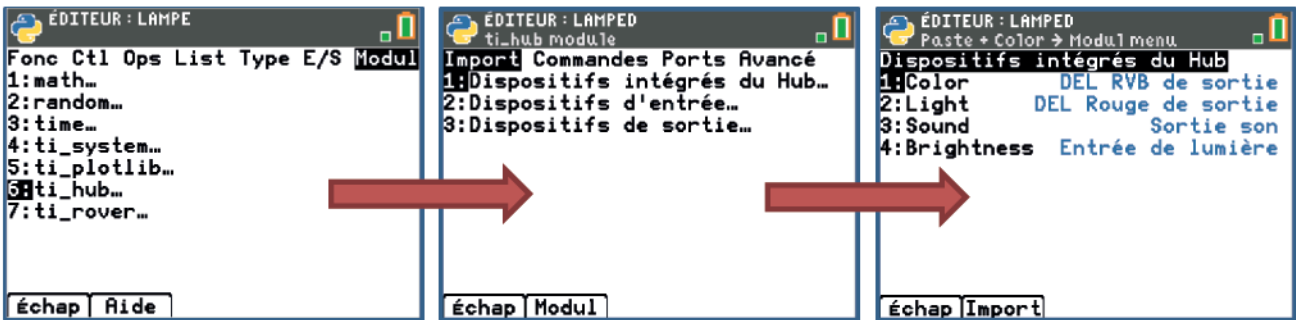 ÉDITEUR : LAMPE
Fonc Ctl Ops List Type E/S Modul
1:math…
2:random…
3:time…
4:ti_system…
5:ti_plotlib…
6:ti_hub…
7:ti_rover…
Échap Aide
ÉDITEUR : LAMPED
ti_hub module
Import Commandes Ports Avancé
1:Dispositifs intégrés du Hub…
2:Dispositifs d'entrée…
3:Dispositifs de sortie…
Échap Modul
ÉDITEUR : LAMPED
Paste + Color → Modul menu
Dispositifs intégrés du Hub
1:Color DEL RVB de sortie
2:Light DEL Rouge de sortie
3:Sound Sortie son
4:Brightness Entrée de lumière
Échap Import